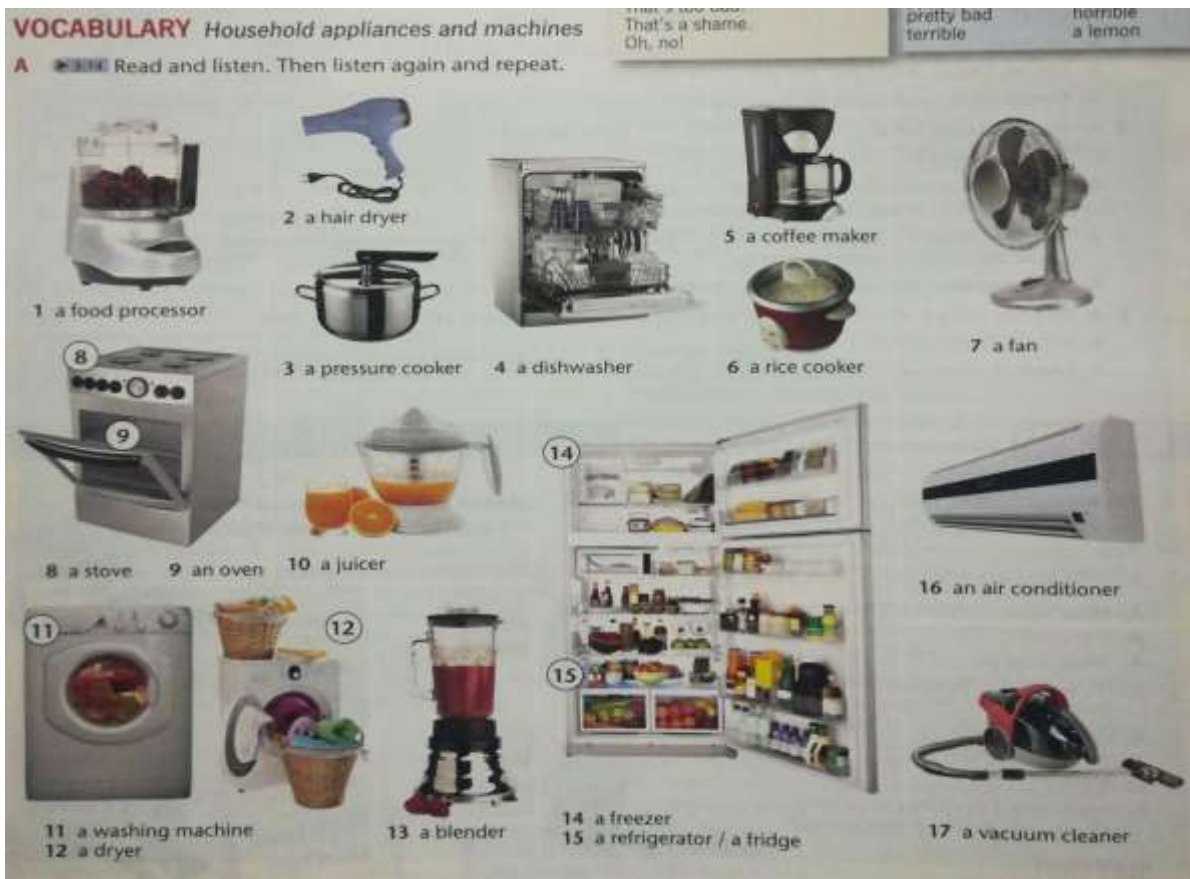 VOCABULARY Household appliances and machines
That's a shame.
Oh, no!
pretty bad
terrible
horrible
a lemon
A 3:14 Read and listen. Then listen again and repeat.
1 a food processor
2 a hair dryer
3 a pressure cooker
4 a dishwasher
5 a coffee maker
6 a rice cooker
7 a fan
8
9
8 a stove 9 an oven
10 a juicer
14
15
16 an air conditioner
11
12
11 a washing machine
12 a dryer
13 a blender
14 a freezer
15 a refrigerator / a fridge
17 a vacuum cleaner